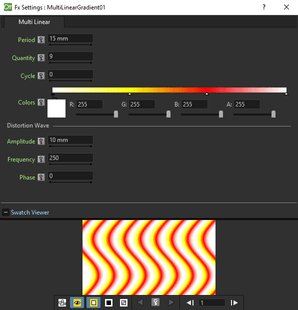 Fx Settings : MultiLinearGradient01
Multi Linear
Period 15 mm
Quantity 9
Cycle 0
Colors R: 255 G: 255 B: 255 A: 255
Distortion Wave
Amplitude 10 mm
Frequency 250
Phase 0
Swatch Viewer
1